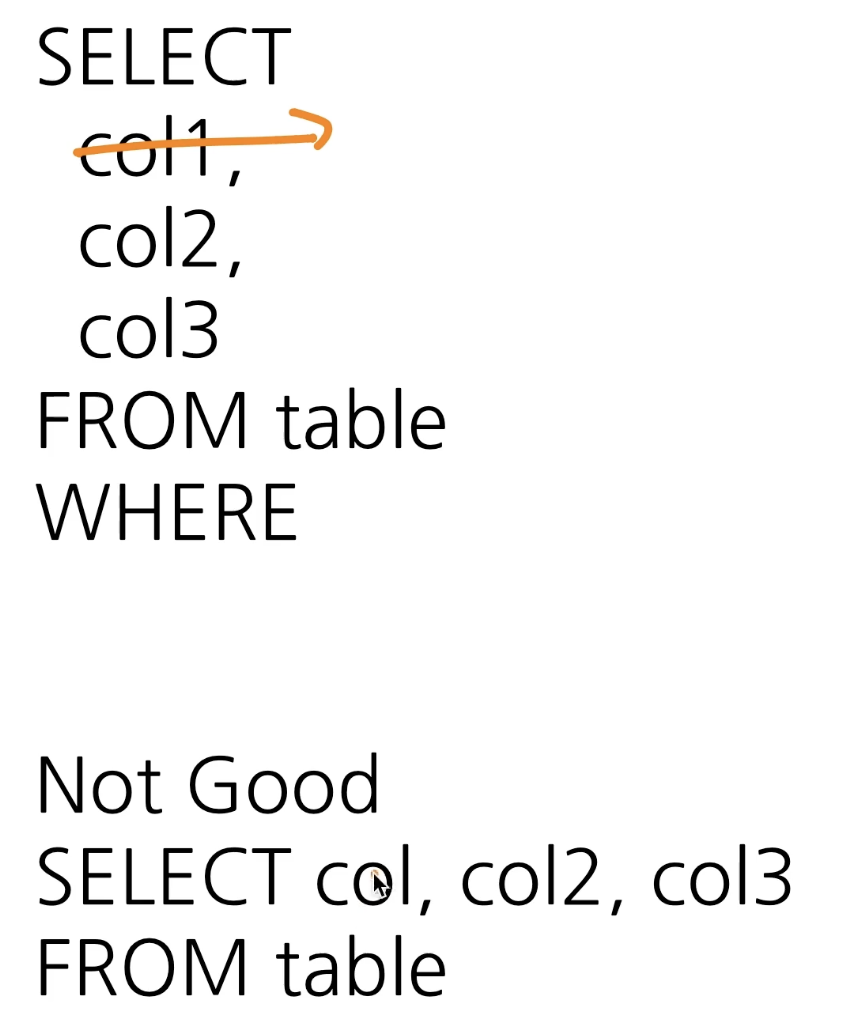 SELECT
col1,
col2,
col3
FROM table
WHERE
Not Good
SELECT col, col2, col3
FROM table